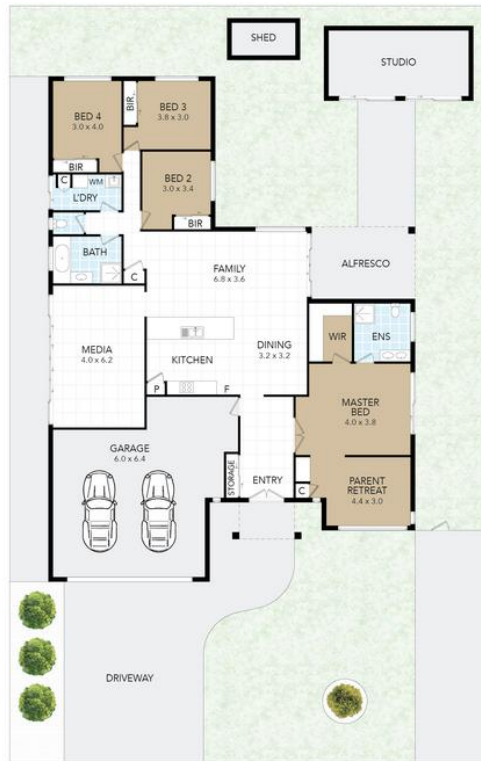 SHED
STUDIO
BED 4
3.0 x 4.0
BIR
BED 3
3.8 x 3.0
BIR
C
WM
L'DRY
BED 2
3.0 x 3.4
BIR
BATH
C
FAMILY
6.8 x 3.6
ALFRESCO
MEDIA
4.0 x 6.2
KITCHEN
DINING
3.2 x 3.2
WIR
ENS
P
F
MASTER
BED
4.0 x 3.8
GARAGE
6.0 x 6.4
STORAGE
ENTRY
C
PARENT
RETREAT
4.4 x 3.0
DRIVEWAY